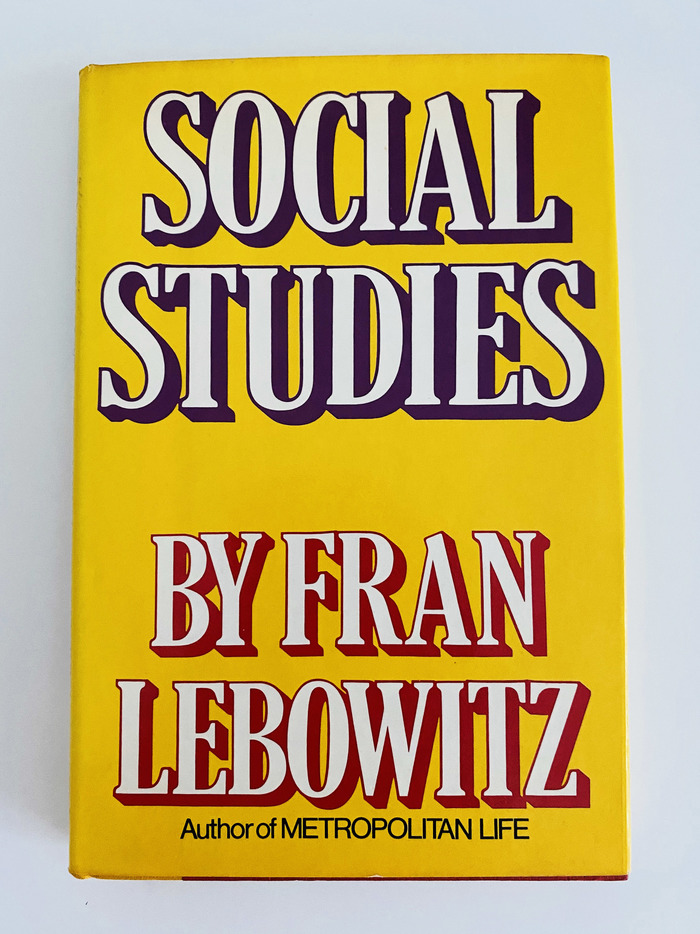 SOCIAL
STUDIES
BY FRAN
LEBOWITZ
Author of METROPOLITAN LIFE